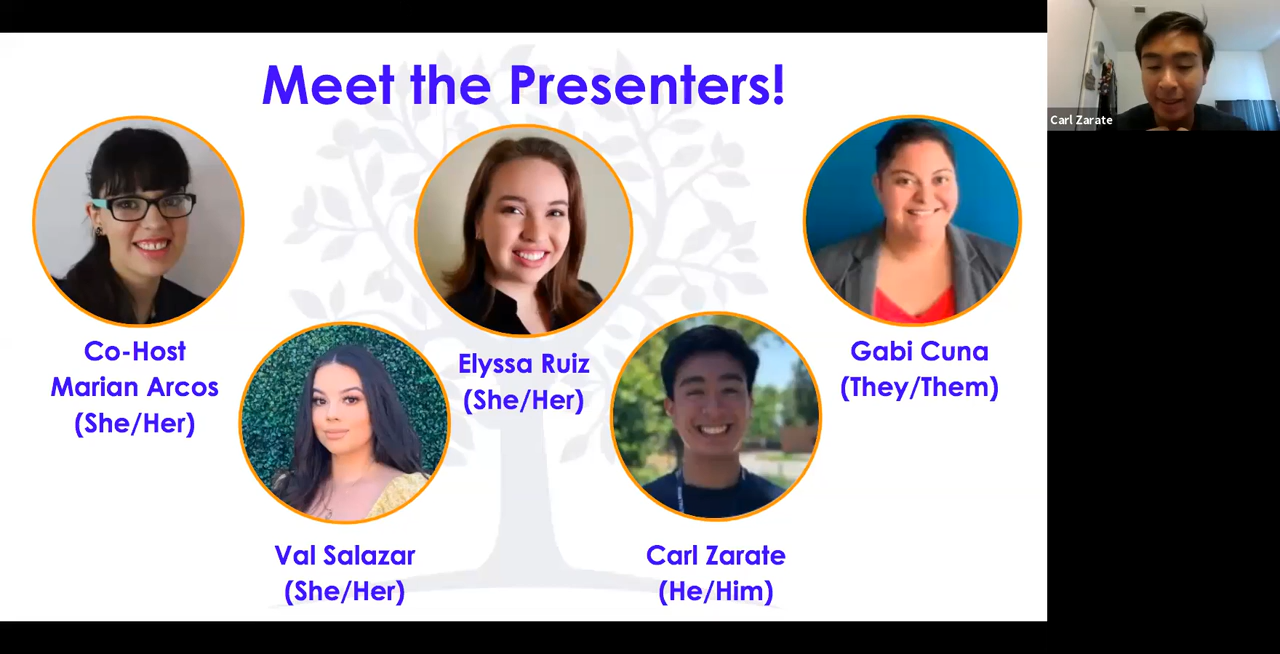 Meet the Presenters!
Carl Zarate
Co-Host
Marian Arcos
(She/Her)
Elyssa Ruiz
(She/Her)
Gabi Cuna
(They/Them)
Val Salazar
(She/Her)
Carl Zarate
(He/Him)